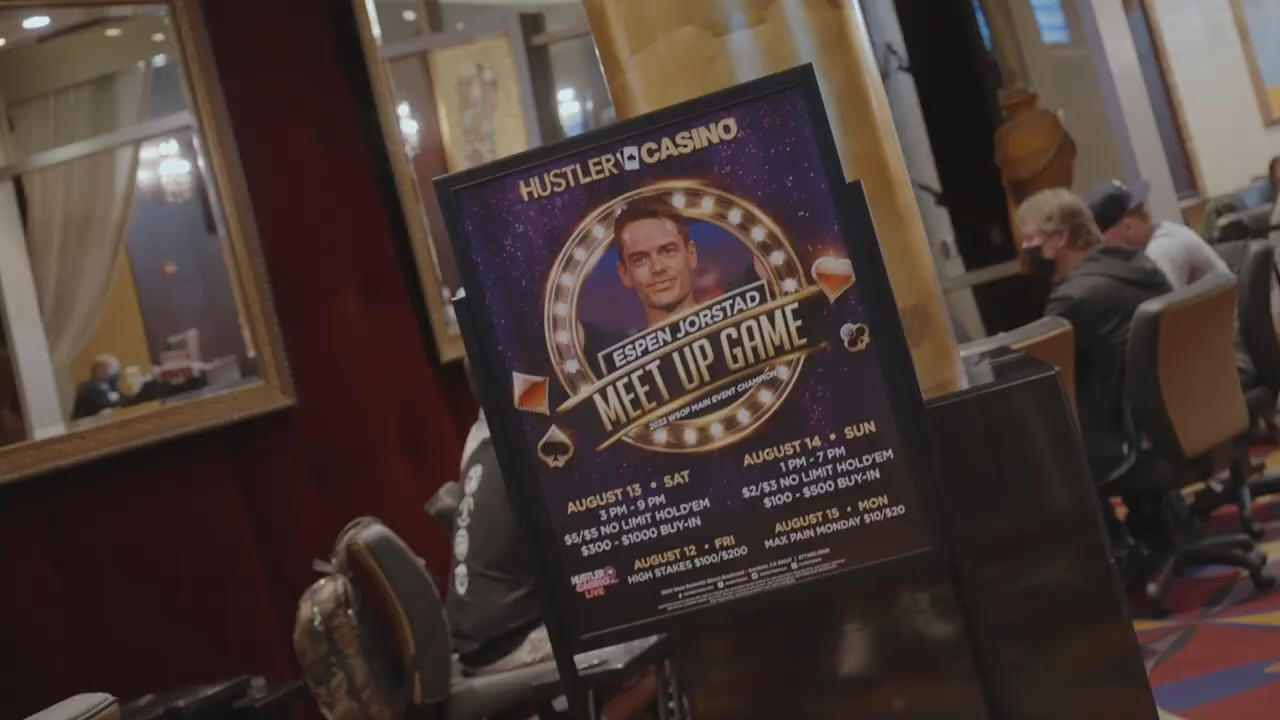 HUSTLER CASINO
ESPEN JORSTAD
MEET UP GAME
2022 WSOP MAIN EVENT CHAMPION
AUGUST 13 • SAT
3 PM - 9 PM
$5/$5 NO LIMIT HOLD'EM
$300 - $1000 BUY-IN
AUGUST 14 • SUN
1 PM - 7 PM
$2/$3 NO LIMIT HOLD'EM
$100 - $500 BUY-IN
AUGUST 12 • FRI
HIGH STAKES $100/$200
AUGUST 15 • MON
MAX PAIN MONDAY $10/$20
HUSTLER
CASINO
LIVE